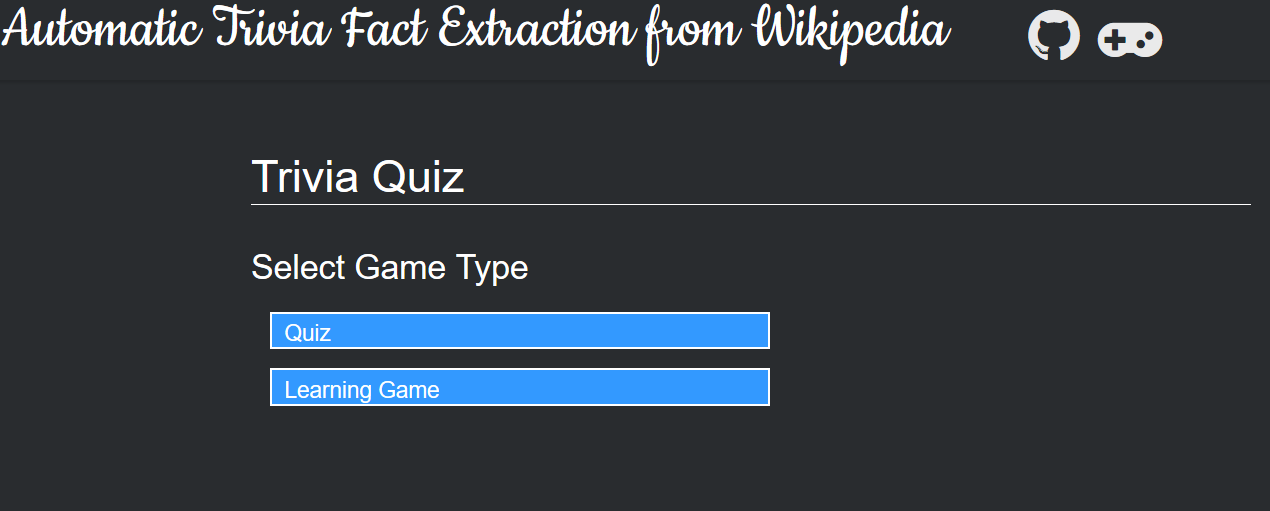 Automatic Trivia Fact Extraction from Wikipedia
Trivia Quiz
Select Game Type
Quiz
Learning Game